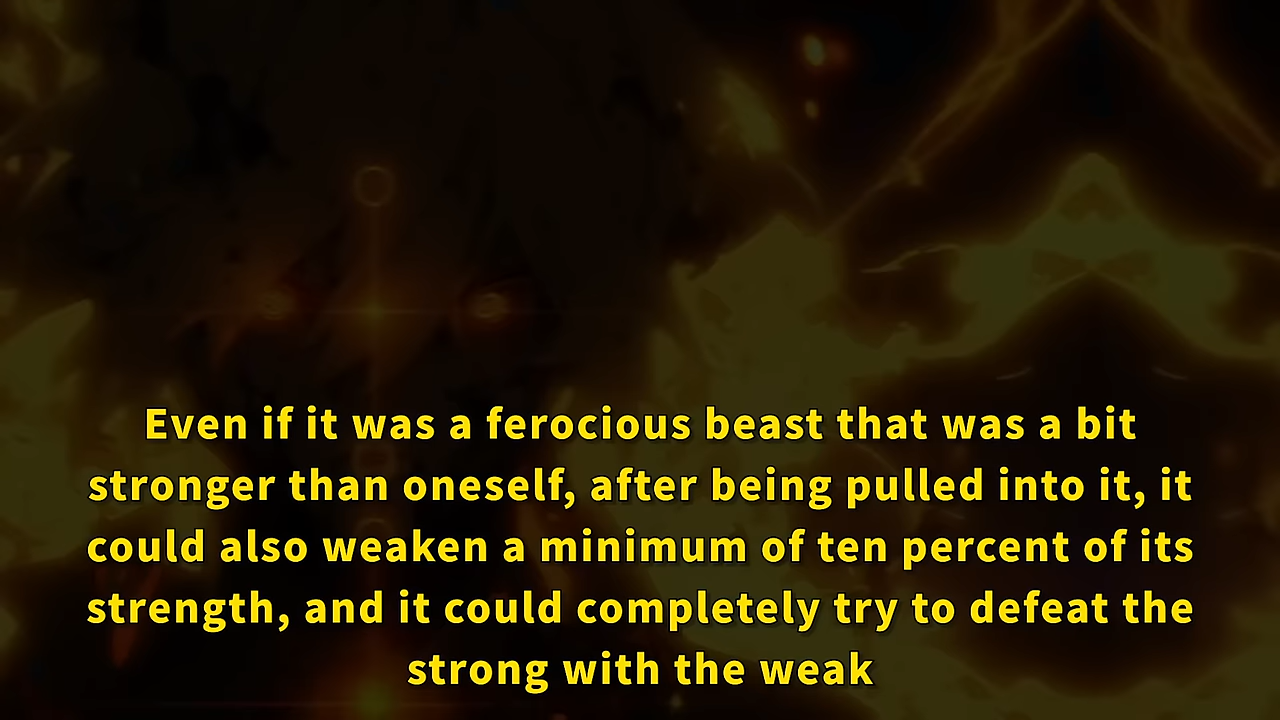 Even if it was a ferocious beast that was a bit
stronger than oneself, after being pulled into it, it
could also weaken a minimum of ten percent of its
strength, and it could completely try to defeat the
strong with the weak